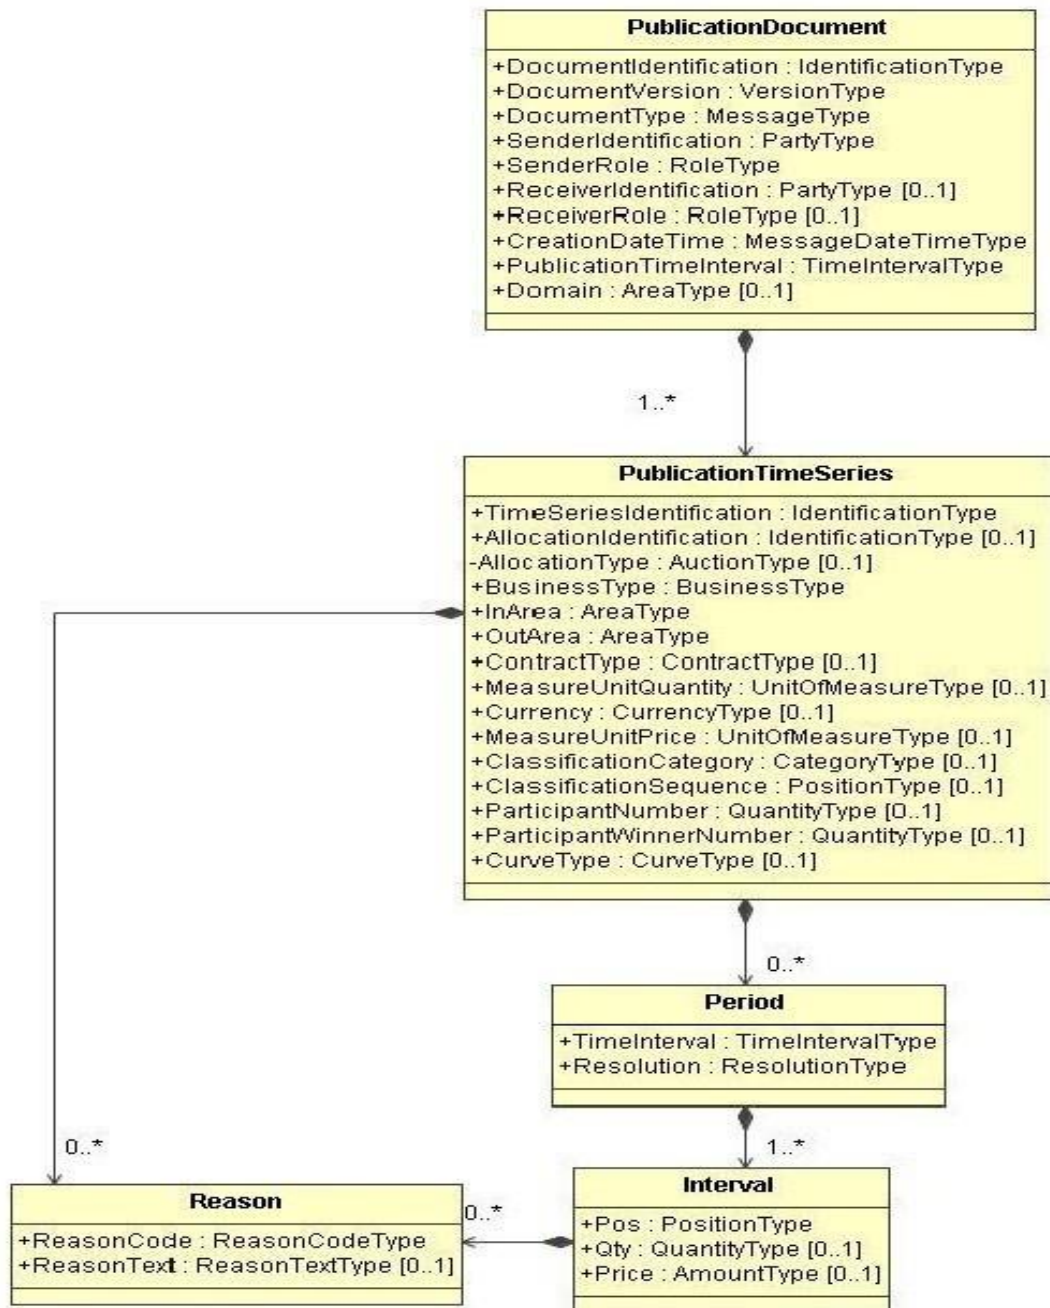 PublicationDocument
+DocumentIdentification : IdentificationType
+DocumentVersion : VersionType
+DocumentType : MessageType
+SenderIdentification : PartyType
+SenderRole : RoleType
+ReceiverIdentification : PartyType [0..1]
+ReceiverRole : RoleType [0..1]
+CreationDateTime : MessageDateTimeType
+PublicationTimeInterval : TimeIntervalType
+Domain : AreaType [0..1]
1..*
PublicationTimeSeries
+TimeSeriesIdentification : IdentificationType
+AllocationIdentification : IdentificationType [0..1]
-AllocationType : AuctionType [0..1]
+BusinessType : BusinessType
+InArea : AreaType
+OutArea : AreaType
+ContractType : ContractType [0..1]
+MeasureUnitQuantity : UnitOfMeasureType [0..1]
+Currency : CurrencyType [0..1]
+MeasureUnitPrice : UnitOfMeasureType [0..1]
+ClassificationCategory : CategoryType [0..1]
+ClassificationSequence : PositionType [0..1]
+ParticipantNumber : QuantityType [0..1]
+ParticipantWinnerNumber : QuantityType [0..1]
+CurveType : CurveType [0..1]
0..*
Period
+TimeInterval : TimeIntervalType
+Resolution : ResolutionType
0..*
1..*
Reason
+ReasonCode : ReasonCodeType
+ReasonText : ReasonTextType [0..1]
0..*
Interval
+Pos : PositionType
+Qty : QuantityType [0..1]
+Price : AmountType [0..1]